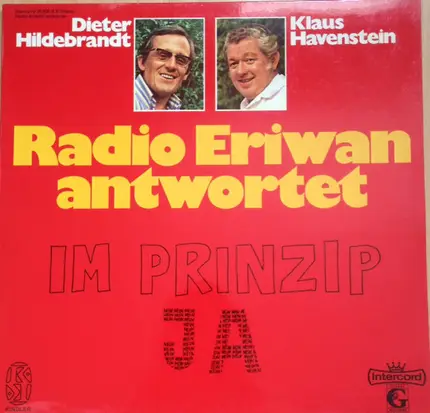 Dieter
Hildebrandt
Klaus
Havenstein
Radio Eriwan
antwortet
IM PRINZIP
JA
intercord
G